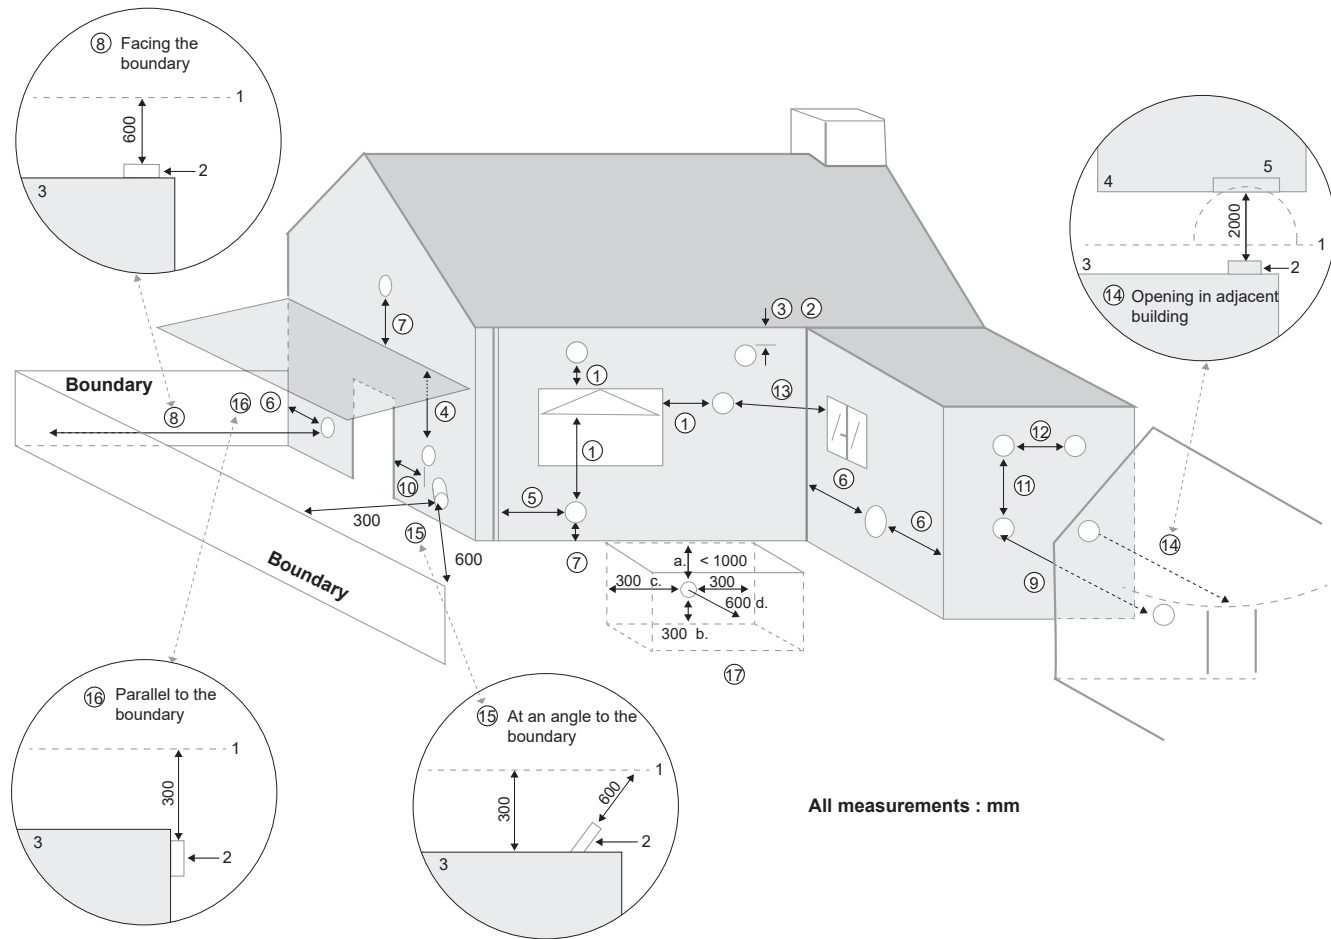 ⑧ Facing the
boundary
1
600
2
3
4
5
2000
1
3
2
⑭ Opening in adjacent
building
③ ②
⑦
①
⑬
Boundary
⑯ ⑥
⑧
④
①
①
⑫
⑥
⑩
⑤
⑪
300
⑮
⑥
⑭
600
⑦
a. < 1000
⑨
Boundary
300 c. 300
600 d.
300 b.
⑰
⑯ Parallel to the
boundary
1
300
3
2
⑮ At an angle to the
boundary
1
600
300
2
3
All measurements : mm